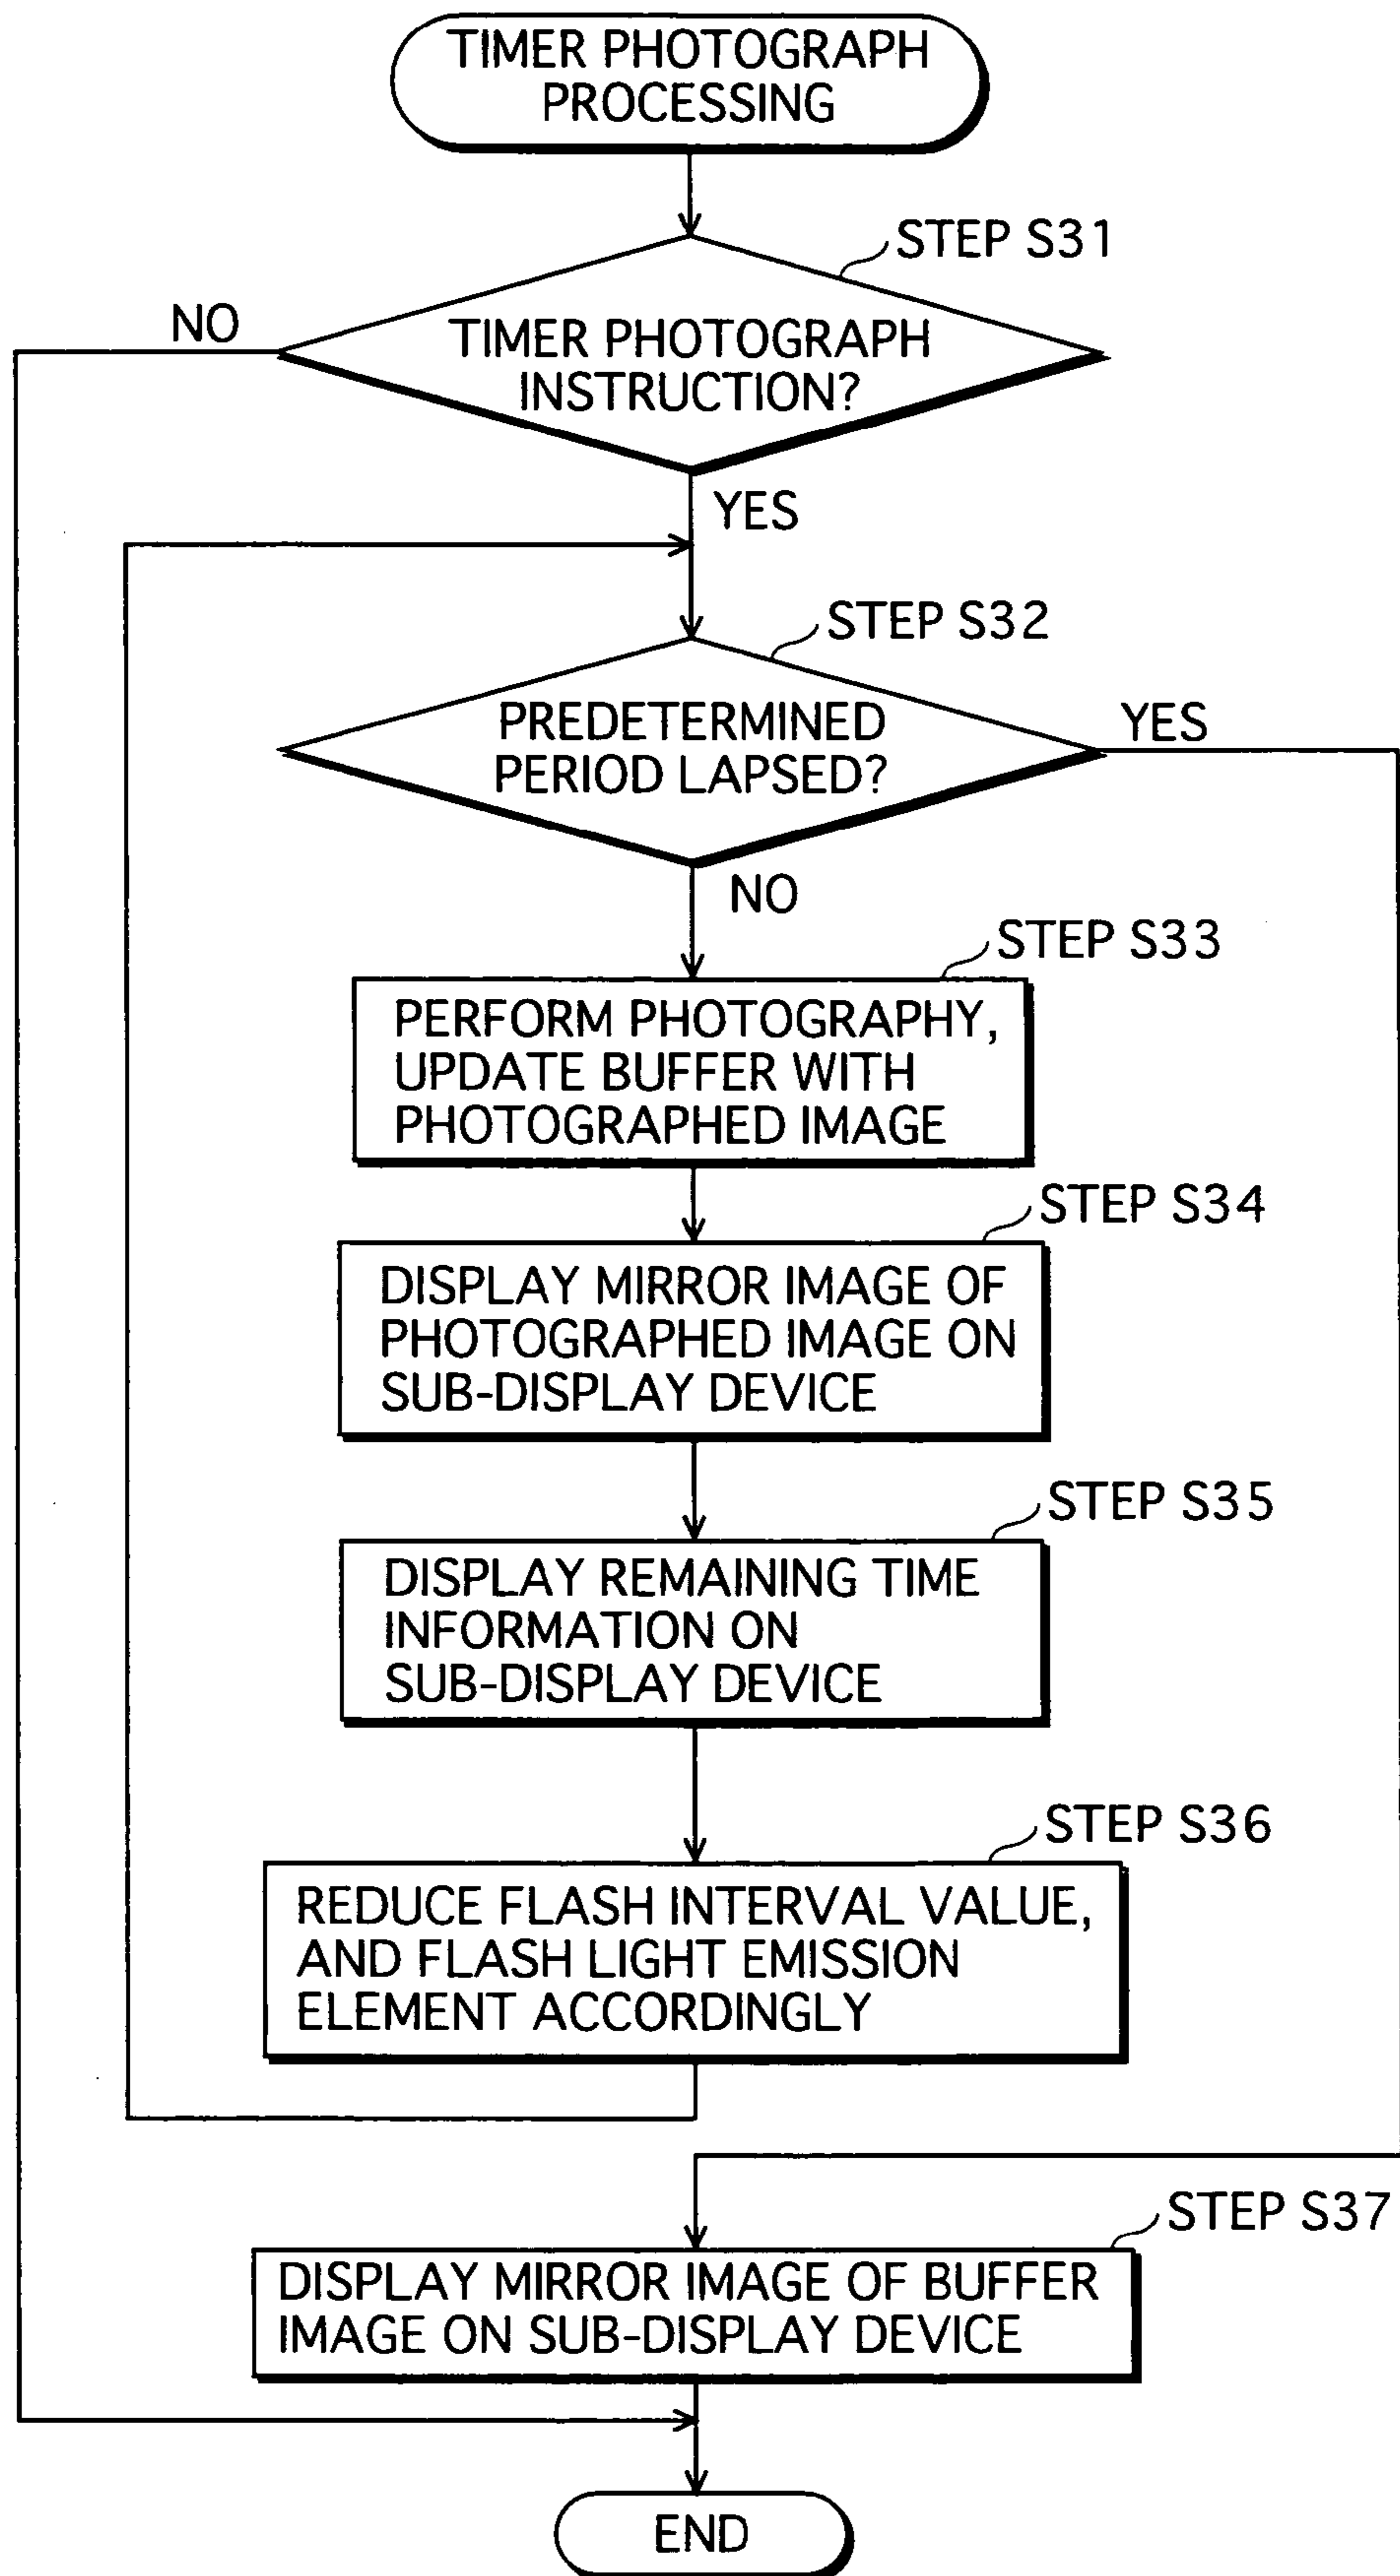 TIMER PHOTOGRAPH
PROCESSING
STEP S31
NO
TIMER PHOTOGRAPH
INSTRUCTION?
YES
STEP S32
PREDETERMINED
PERIOD LAPSED?
YES
NO
STEP S33
PERFORM PHOTOGRAPHY,
UPDATE BUFFER WITH
PHOTOGRAPHED IMAGE
STEP S34
DISPLAY MIRROR IMAGE OF
PHOTOGRAPHED IMAGE ON
SUB-DISPLAY DEVICE
STEP S35
DISPLAY REMAINING TIME
INFORMATION ON
SUB-DISPLAY DEVICE
STEP S36
REDUCE FLASH INTERVAL VALUE,
AND FLASH LIGHT EMISSION
ELEMENT ACCORDINGLY
STEP S37
DISPLAY MIRROR IMAGE OF BUFFER
IMAGE ON SUB-DISPLAY DEVICE
END